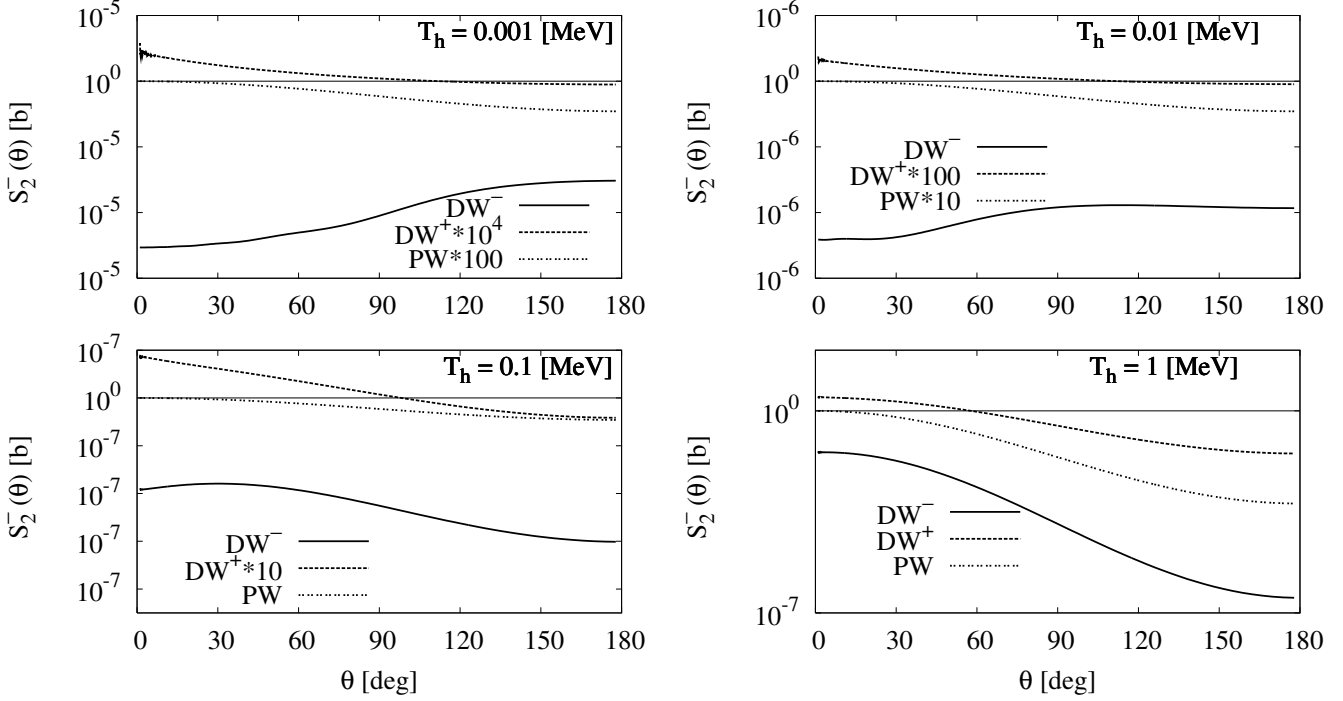 T_h = 0.001 [MeV]
10^-5
10^0
10^-5
10^-5
10^-5
S_2^- (θ) [b]
DW^-
DW^+*10^4
PW*100
0 30 60 90 120 150 180
T_h = 0.01 [MeV]
10^-6
10^0
10^-6
10^-6
10^-6
S_2^- (θ) [b]
DW^-
DW^+*100
PW*10
0 30 60 90 120 150 180
T_h = 0.1 [MeV]
10^-7
10^0
10^-7
10^-7
10^-7
10^-7
S_2^- (θ) [b]
DW^-
DW^+*10
PW
0 30 60 90 120 150 180
θ [deg]
T_h = 1 [MeV]
10^0
10^-7
S_2^- (θ) [b]
DW^-
DW^+
PW
0 30 60 90 120 150 180
θ [deg]